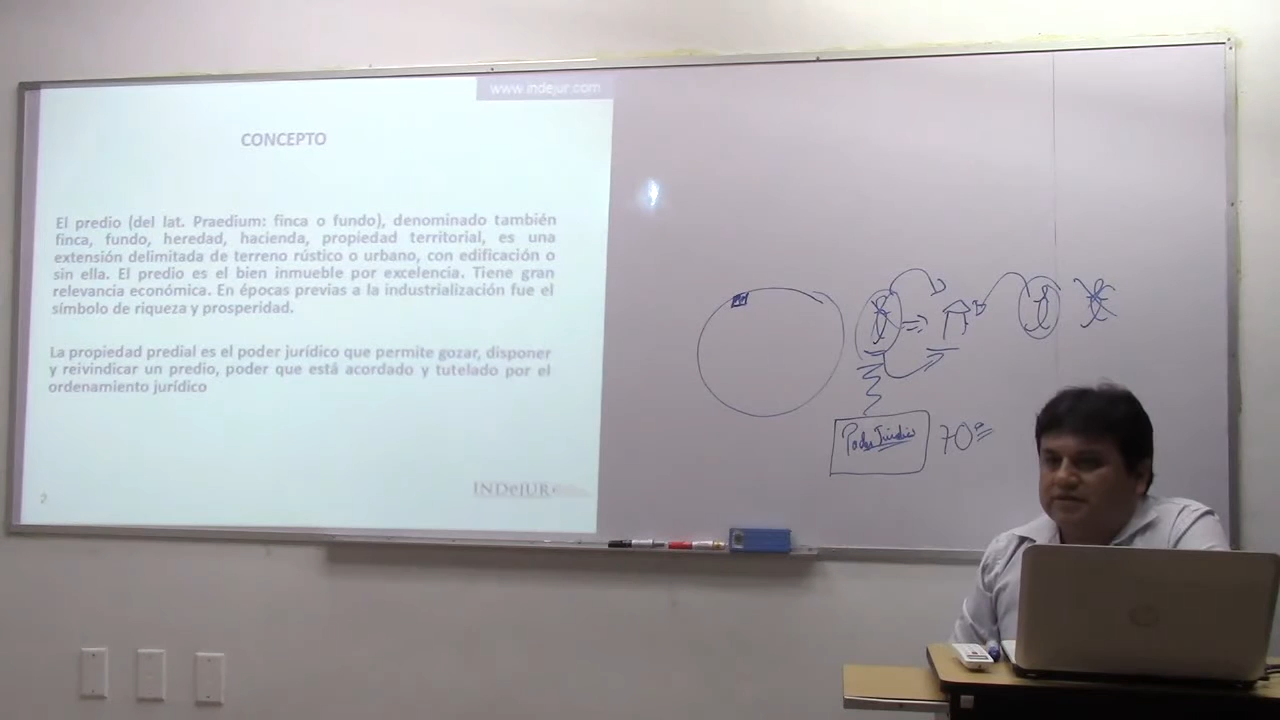 www.indejur.com
CONCEPTO
El predio (del lat. Praedium: finca o fundo), denominado también
finca, fundo, heredad, hacienda, propiedad territorial, es una
extensión delimitada de terreno rústico o urbano, con edificación o
sin ella. El predio es el bien inmueble por excelencia. Tiene gran
relevancia económica. En épocas previas a la industrialización fue el
símbolo de riqueza y prosperidad.
La propiedad predial es el poder jurídico que permite gozar, disponer
y reivindicar un predio, poder que está acordado y tutelado por el
ordenamiento jurídico
INDeJUR
2
Poder Jurídico
70